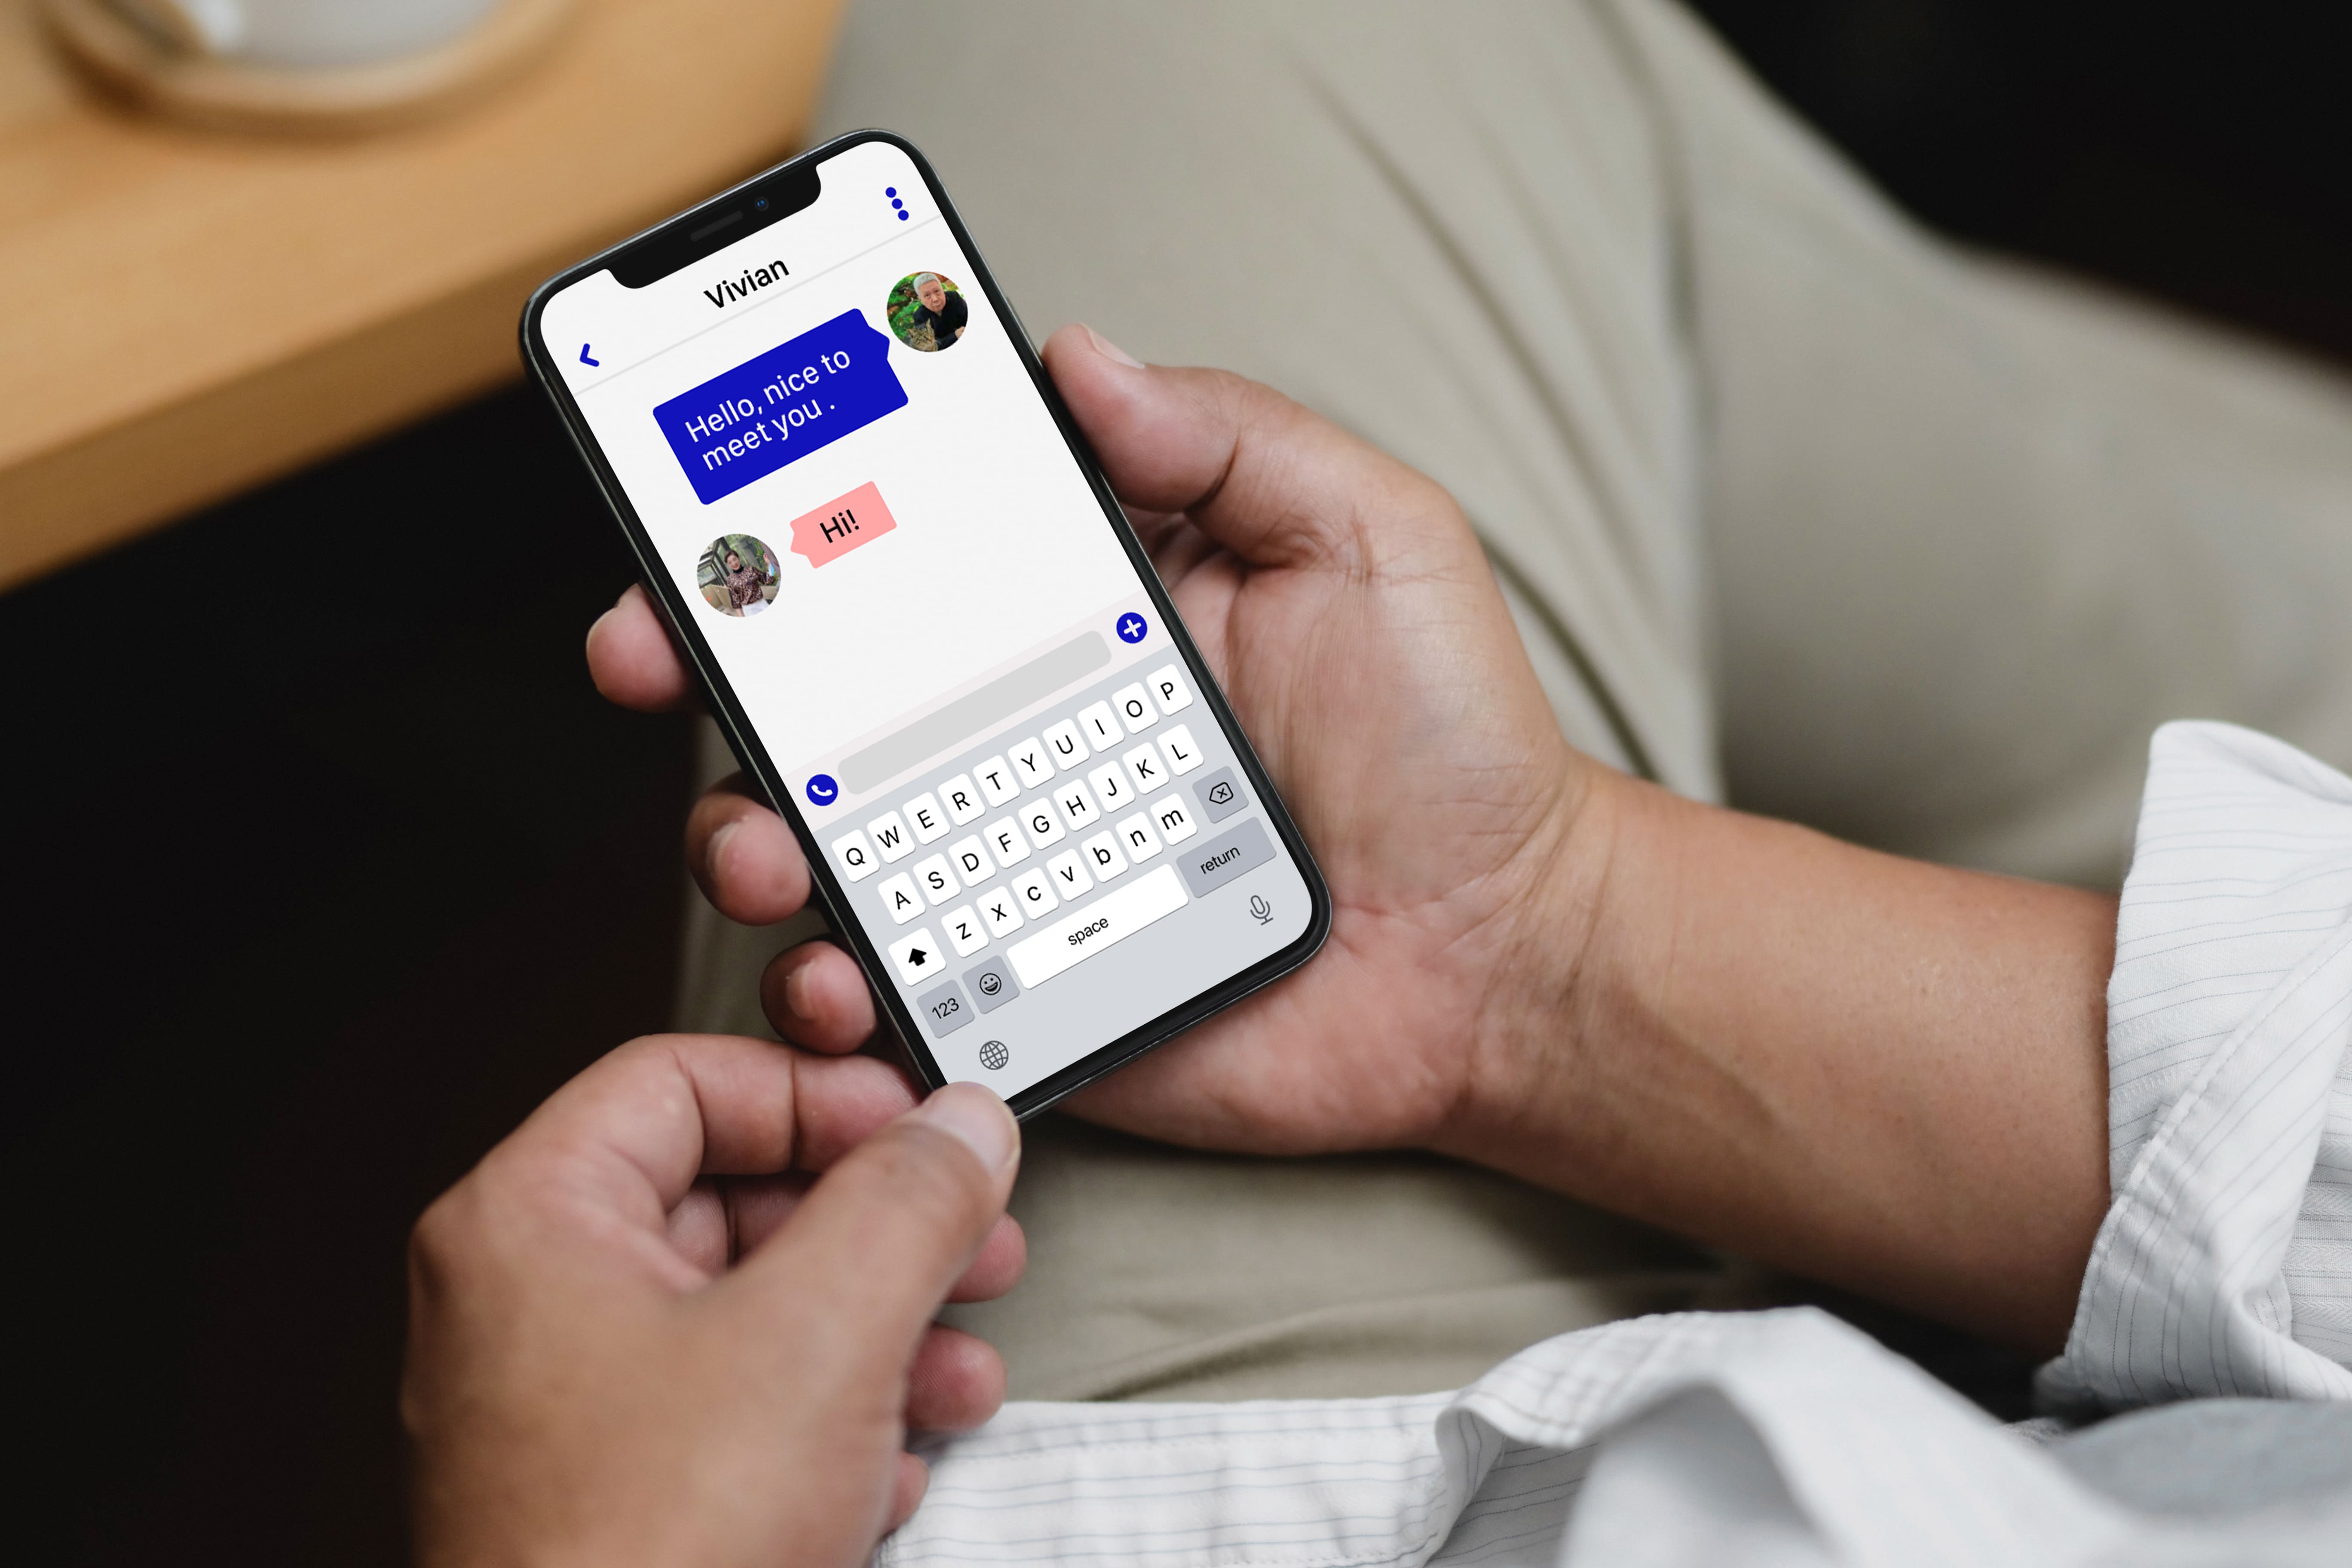 Vivian
Hello, nice to
meet you .
Hi!
Q W E R T Y U I O P
A S D F G H J K L
z x c v b n m
123 space return